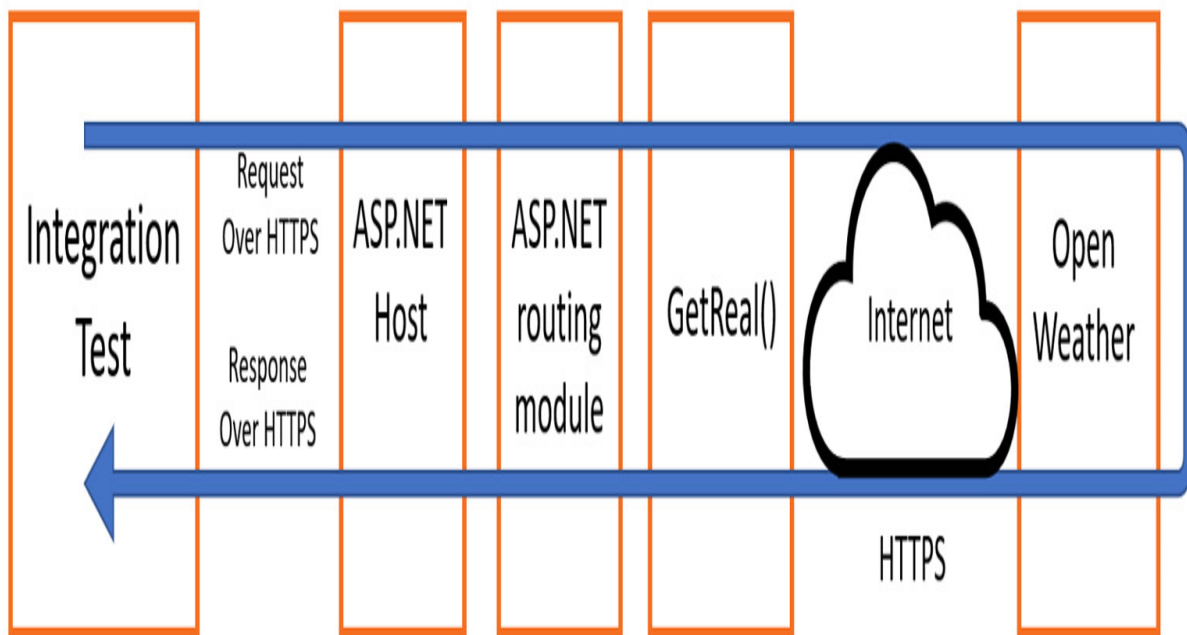 Integration
Test
Request
Over HTTPS
Response
Over HTTPS
ASP.NET
Host
ASP.NET
routing
module
GetReal()
Internet
HTTPS
Open
Weather